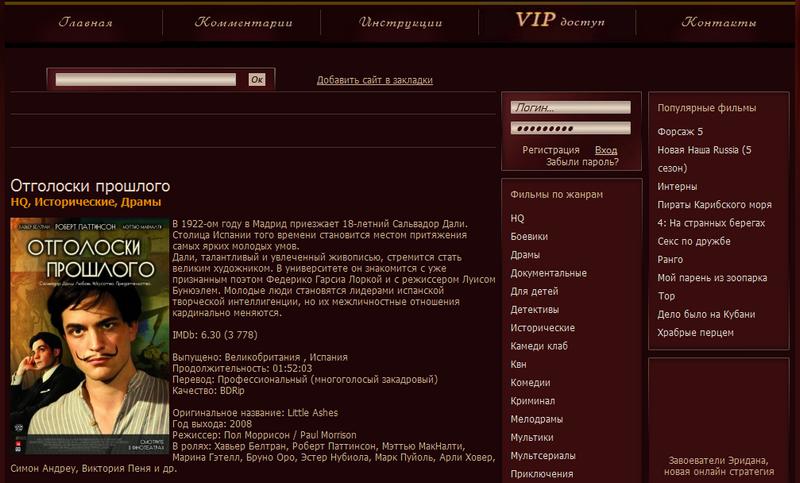 Главная
Комментарии
Инструкции
VIP доступ
Контакты
Ок
Добавить сайт в закладки
Отголоски прошлого
HQ, Исторические, Драмы
ХАВЬЕР БЕЛТРАН, РОБЕРТ ПАТТИНСОН, МЭТТЬЮ МАКНАЛТИ
ОТГОЛОСКИ
ПРОШЛОГО
Сальвадор Дали. Любовь. Искусство. Предательство.
СМОТРИТЕ
В КИНОТЕАТРАХ
В 1922-ом году в Мадрид приезжает 18-летний Сальвадор Дали.
Столица Испании того времени становится местом притяжения
самых ярких молодых умов.
Дали, талантливый и увлеченный живописью, стремится стать
великим художником. В университете он знакомится с уже
признанным поэтом Федерико Гарсиа Лоркой и с режиссером Луисом
Бунюэлем. Молодые люди становятся лидерами испанской
творческой интеллигенции, но их межличностные отношения
кардинально меняются.
IMDb: 6.30 (3 778)
Выпущено: Великобритания , Испания
Продолжительность: 01:52:03
Перевод: Профессиональный (многоголосый закадровый)
Качество: BDRip
Оригинальное название: Little Ashes
Год выхода: 2008
Режиссер: Пол Моррисон / Paul Morrison
В ролях: Хавьер Белтран, Роберт Паттинсон, Мэттью МакНалти,
Марина Гэтелл, Бруно Оро, Эстер Нубиола, Марк Пуйоль, Арли Ховер,
Симон Андреу, Виктория Пеня и др.
Логин...
●●●●●●●●●
Регистрация Вход
Забыли пароль?
Фильмы по жанрам
HQ
Боевики
Драмы
Документальные
Для детей
Детективы
Исторические
Камеди клаб
Квн
Комедии
Криминал
Мелодрамы
Мультики
Мультсериалы
Приключения
Популярные фильмы
Форсаж 5
Новая Наша Russia (5
сезон)
Интерны
Пираты Карибского моря
4: На странных берегах
Секс по дружбе
Ранго
Мой парень из зоопарка
Тор
Дело было на Кубани
Храбрые перцем
Завоеватели Эридана,
новая онлайн стратегия